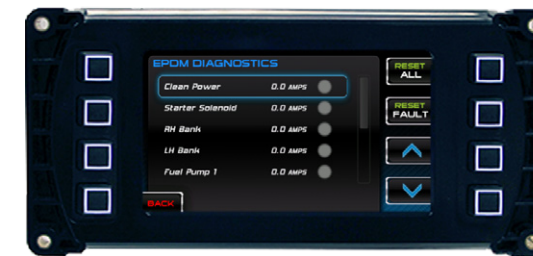 EPDM DIAGNOSTICS
Clean Power 0.0 AMPS
Starter Solenoid 0.0 AMPS
RH Bank 0.0 AMPS
LH Bank 0.0 AMPS
Fuel Pump 1 0.0 AMPS
BACK
RESET
ALL
RESET
FAULT